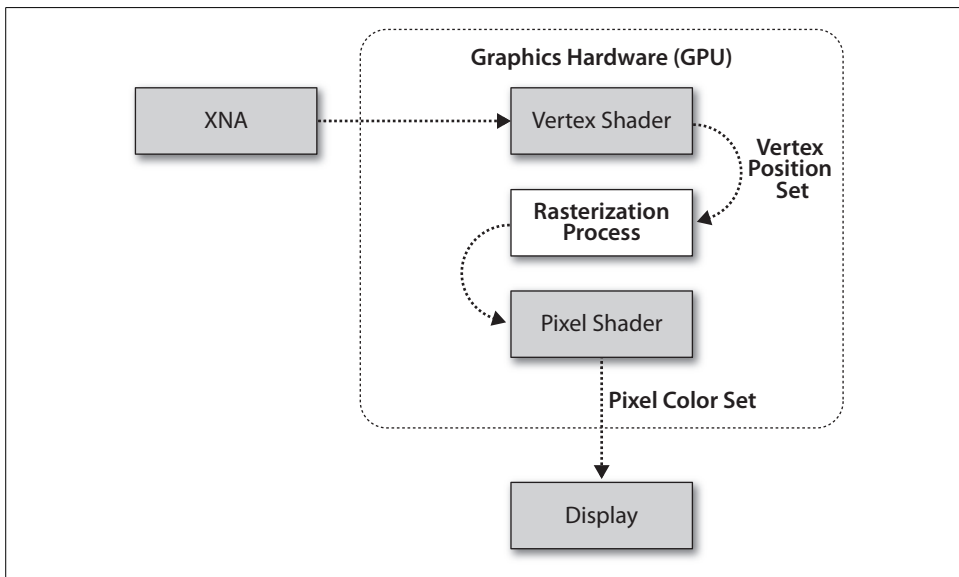 Graphics Hardware (GPU)
XNA
Vertex Shader
Vertex
Position
Set
Rasterization
Process
Pixel Shader
Pixel Color Set
Display